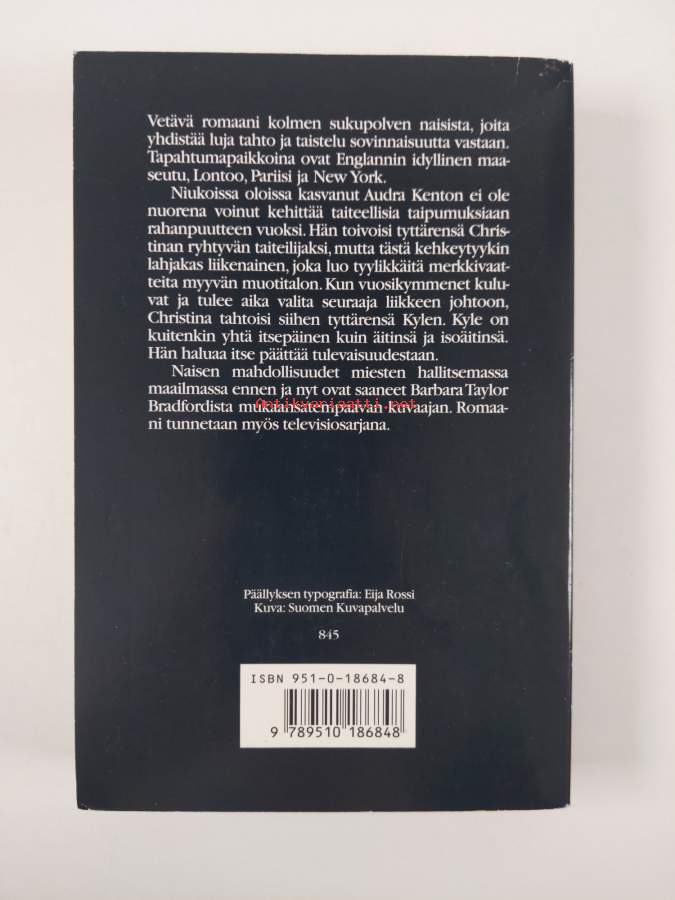 Vetävä romaani kolmen sukupolven naisista, joita
yhdistää luja tahto ja taistelu sovinnaisuutta vastaan.
Tapahtumapaikkoina ovat Englannin idyllinen maa-
seutu, Lontoo, Pariisi ja New York.
Niukoissa oloissa kasvanut Audra Kenton ei ole
nuorena voinut kehittää taiteellisia taipumuksiaan
rahanpuutteen vuoksi. Hän toivoisi tyttärensä Chris-
tinan ryhtyvän taiteilijaksi, mutta tästä kehkeytyykin
lahjakas liikenainen, joka luo tyylikkäitä merkkivaat-
teita myyvän muotitalon. Kun vuosikymmenet kulu-
vat ja tulee aika valita seuraaja liikkeen johtoon,
Christina tahtoisi siihen tyttärensä Kylen. Kyle on
kuitenkin yhtä itsepäinen kuin äitinsä ja isoäitinsä.
Hän haluaa itse päättää tulevaisuudestaan.
Naisen mahdollisuudet miesten hallitsemassa
maailmassa ennen ja nyt ovat saaneet Barbara Taylor
Bradfordista mukaansatempaavan kuvaajan. Romaa-
ni tunnetaan myös televisiosarjana.
Antikvariaatti.net
Päällyksen typografia: Eija Rossi
Kuva: Suomen Kuvapalvelu
845
ISBN 951-0-18684-8
9 789510 186848